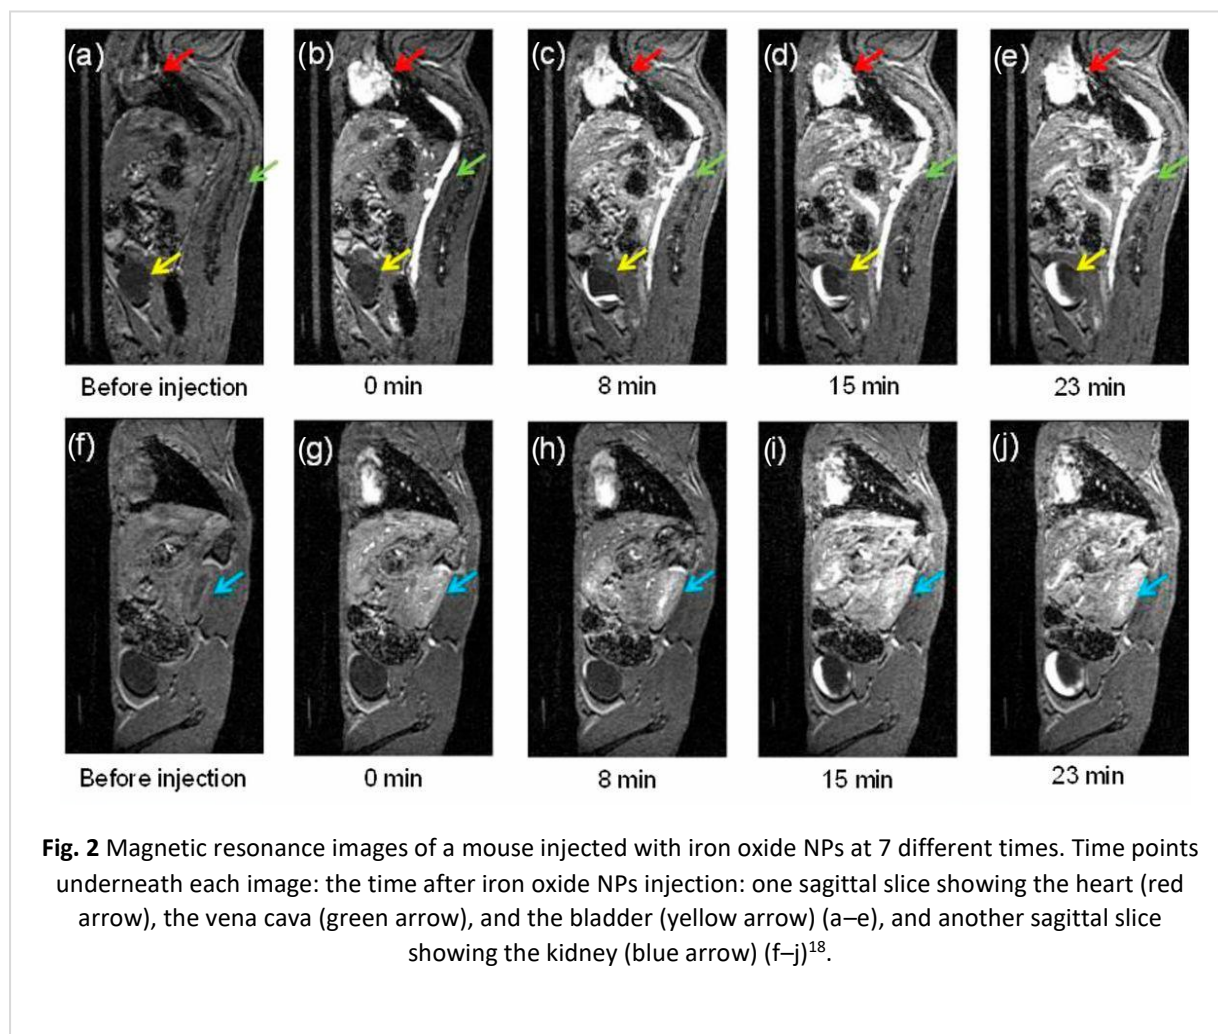 (a) (b) (c) (d) (e)
Before injection 0 min 8 min 15 min 23 min
(f) (g) (h) (i) (j)
Before injection 0 min 8 min 15 min 23 min
Fig. 2 Magnetic resonance images of a mouse injected with iron oxide NPs at 7 different times. Time points
underneath each image: the time after iron oxide NPs injection: one sagittal slice showing the heart (red
arrow), the vena cava (green arrow), and the bladder (yellow arrow) (a–e), and another sagittal slice
showing the kidney (blue arrow) (f–j)18.